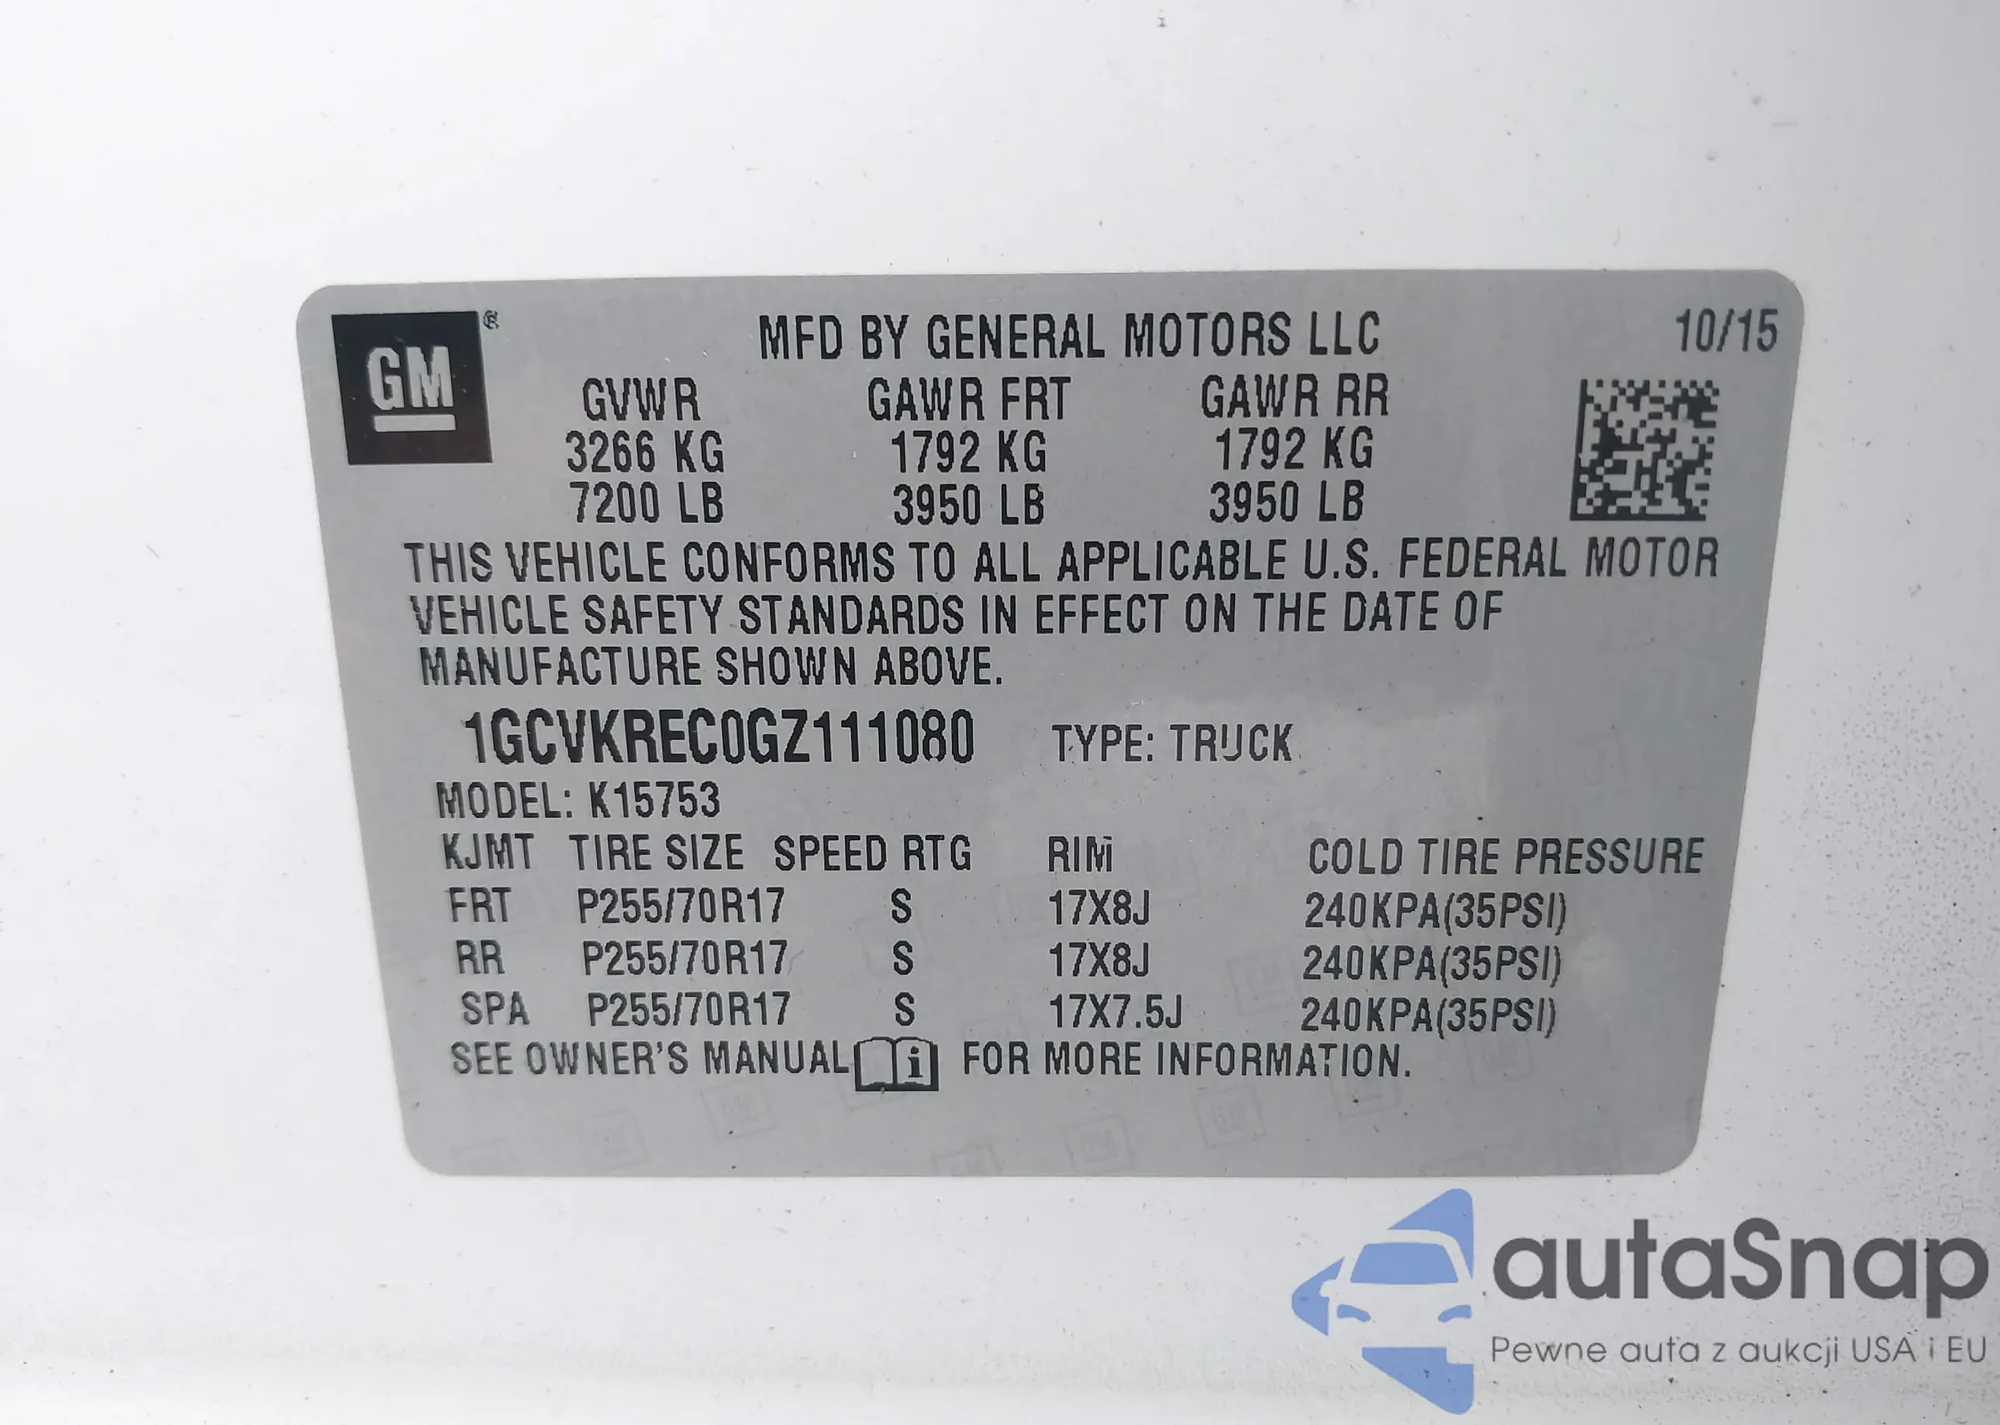 GM ® MFD BY GENERAL MOTORS LLC 10/15
GVWR GAWR FRT GAWR RR
3266 KG 1792 KG 1792 KG
7200 LB 3950 LB 3950 LB
THIS VEHICLE CONFORMS TO ALL APPLICABLE U.S. FEDERAL MOTOR
VEHICLE SAFETY STANDARDS IN EFFECT ON THE DATE OF
MANUFACTURE SHOWN ABOVE.
1GCVKREC0GZ111080 TYPE: TRUCK
MODEL: K15753
KJMT TIRE SIZE SPEED RTG RIM COLD TIRE PRESSURE
FRT P255/70R17 S 17X8J 240KPA(35PSI)
RR P255/70R17 S 17X8J 240KPA(35PSI)
SPA P255/70R17 S 17X7.5J 240KPA(35PSI)
SEE OWNER'S MANUAL i FOR MORE INFORMATION.
autaSnap
Pewne auta z aukcji USA i EU